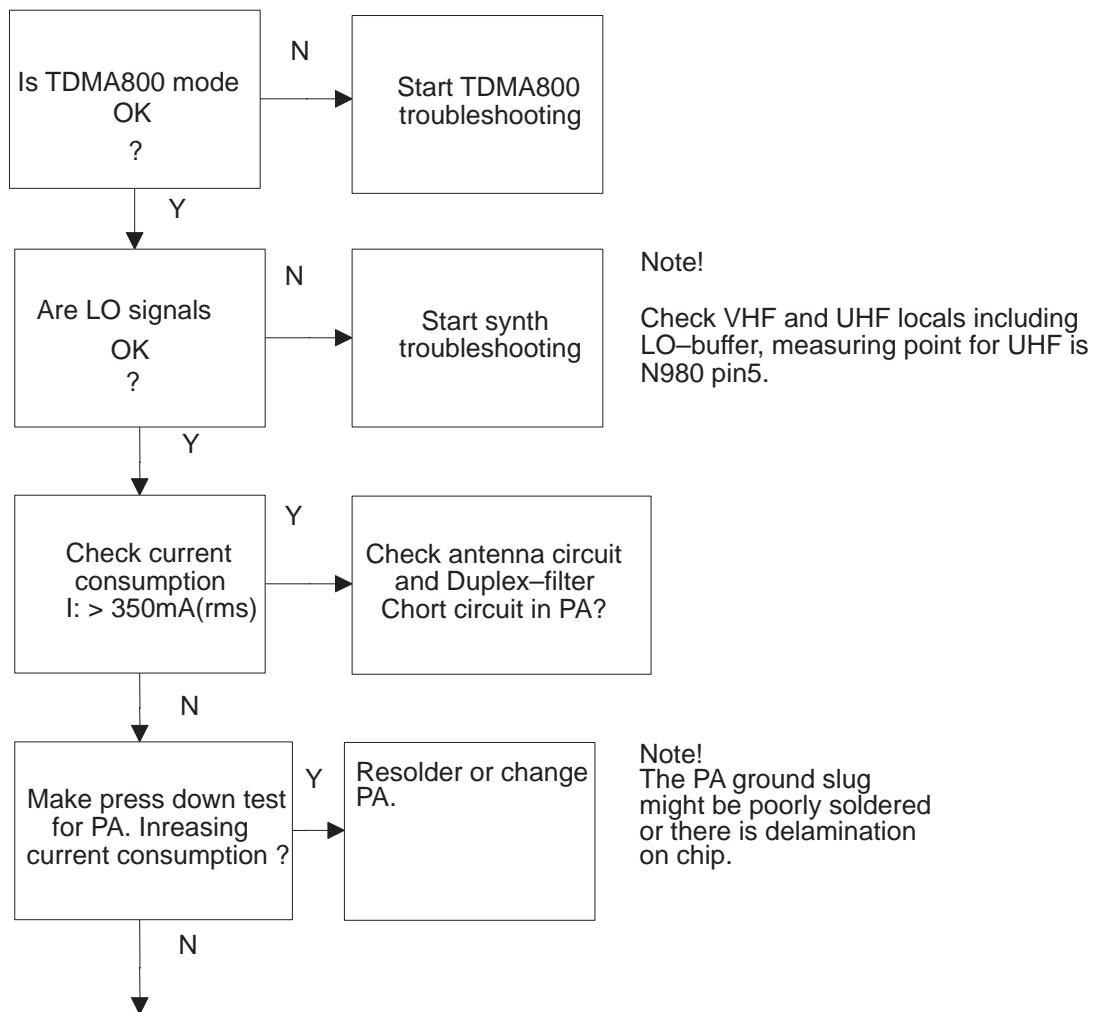 Is TDMA800 mode
OK
?
N
Start TDMA800
troubleshooting
Y
Are LO signals
OK
?
N
Start synth
troubleshooting
Note!
Check VHF and UHF locals including
LO–buffer, measuring point for UHF is
N980 pin5.
Y
Check current
consumption
I: > 350mA(rms)
Y
Check antenna circuit
and Duplex–filter
Chort circuit in PA?
N
Make press down test
for PA. Inreasing
current consumption ?
Y
Resolder or change
PA.
Note!
The PA ground slug
might be poorly soldered
or there is delamination
on chip.
N